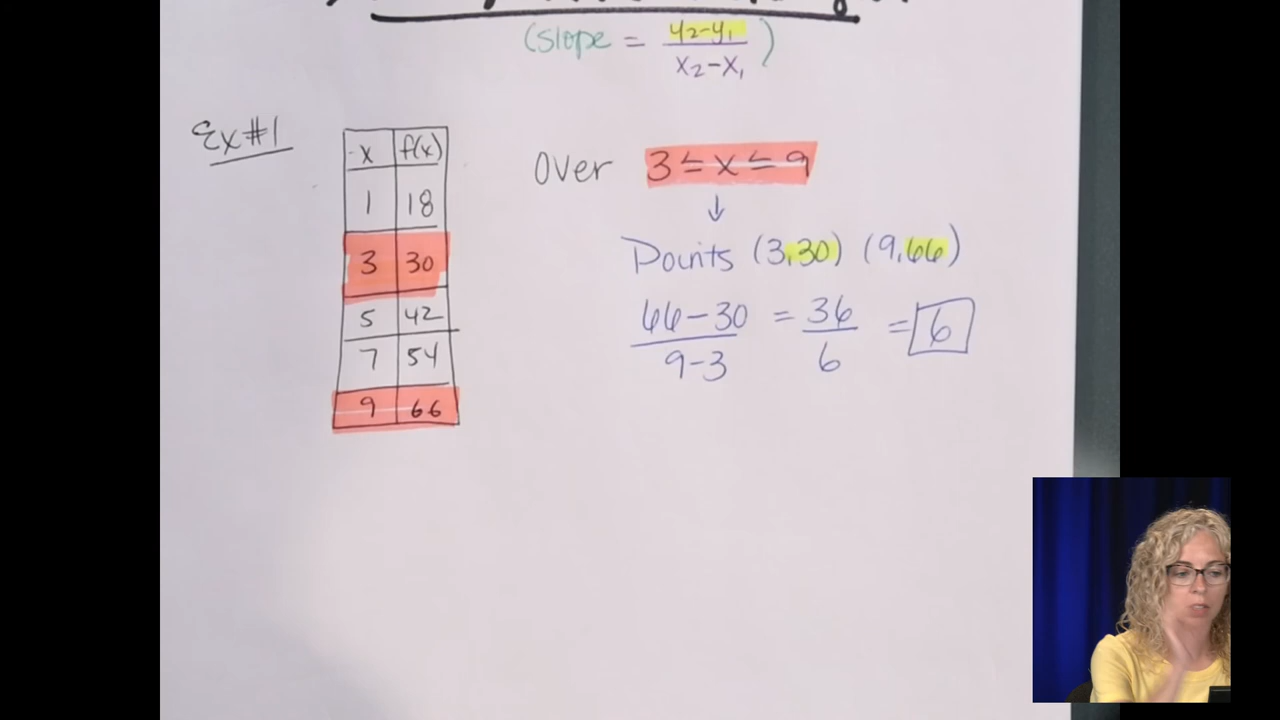 (slope = y₂-y₁ / x₂-x₁)
Ex#1
x f(x)
1 18
3 30
5 42
7 54
9 66
Over 3 ≤ x ≤ 9
↓
Points (3,30) (9,66)
66-30 / 9-3 = 36 / 6 = 6